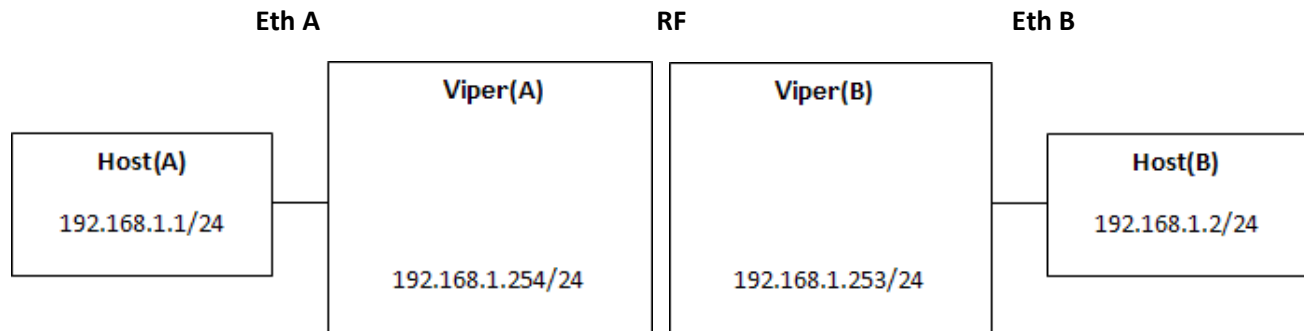 Eth A
RF
Eth B
Viper(A)
Viper(B)
Host(A)
Host(B)
192.168.1.1/24
192.168.1.2/24
192.168.1.254/24
192.168.1.253/24